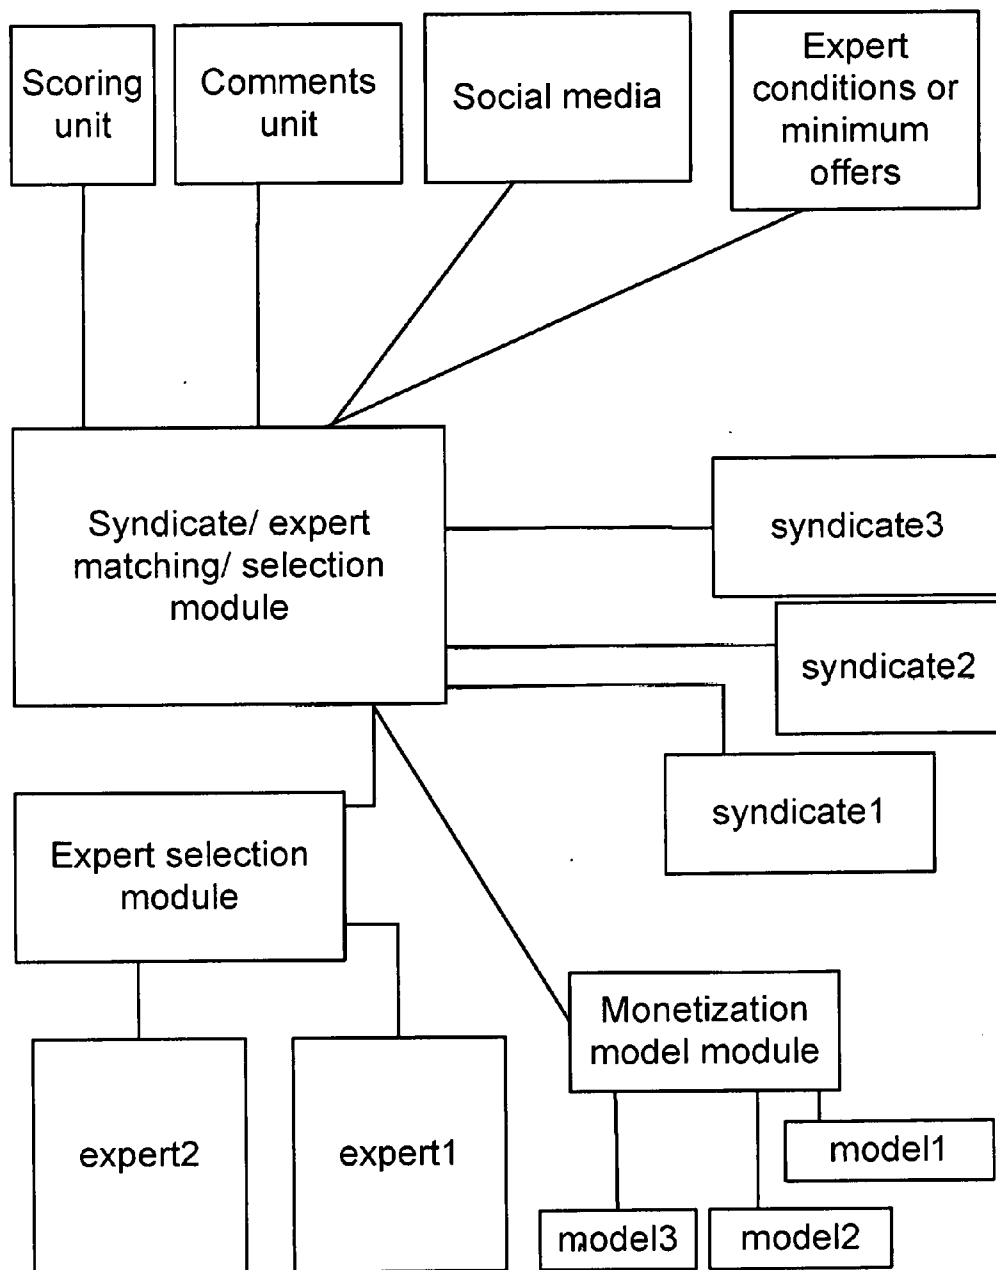 Scoring
unit
Comments
unit
Social media
Expert
conditions or
minimum
offers
Syndicate/ expert
matching/ selection
module
syndicate3
syndicate2
syndicate1
Expert selection
module
Monetization
model module
expert2
expert1
model1
model3
model2